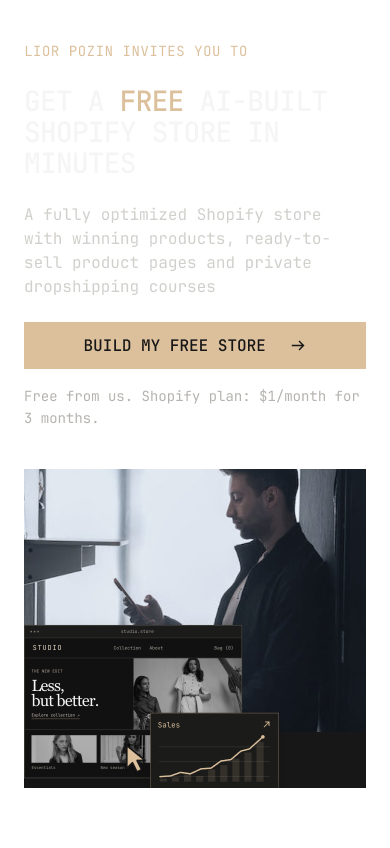 LIOR POZIN INVITES YOU TO
GET A FREE AI-BUILT
SHOPIFY STORE IN
MINUTES
A fully optimized Shopify store
with winning products, ready-to-
sell product pages and private
dropshipping courses
BUILD MY FREE STORE →
Free from us. Shopify plan: $1/month for
3 months.
studio.store
STUDIO Collection About Bag (0)
THE NEW EDIT
Less,
but better.
Explore collection →
Sales
Essentials New season